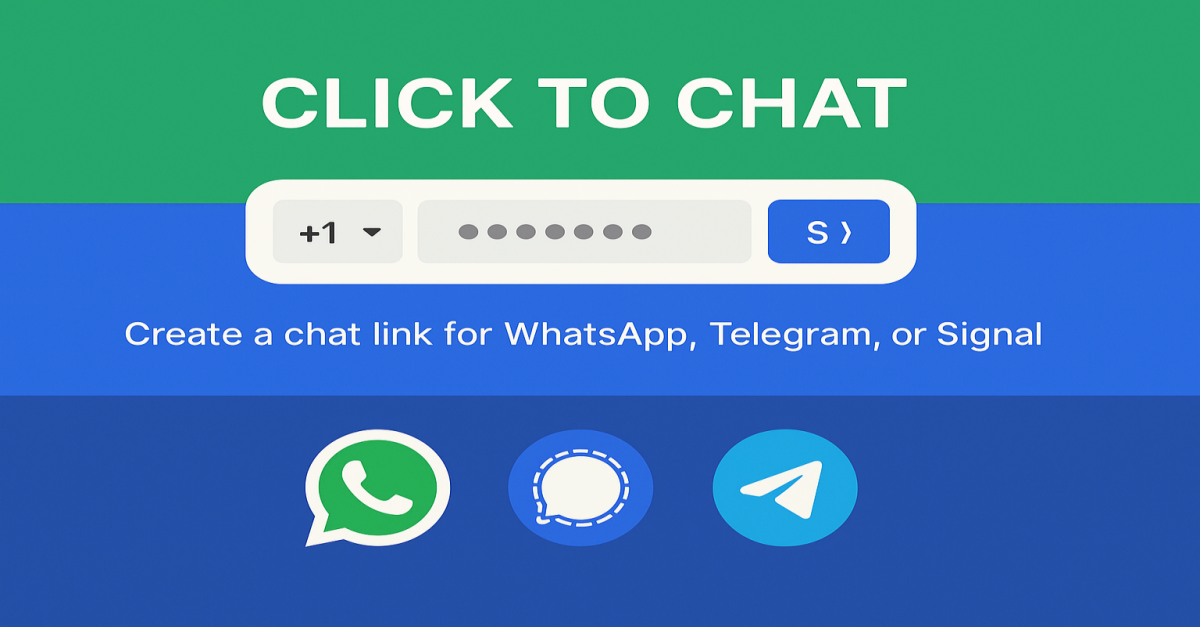 CLICK TO CHAT
+1
S ❭
Create a chat link for WhatsApp, Telegram, or Signal